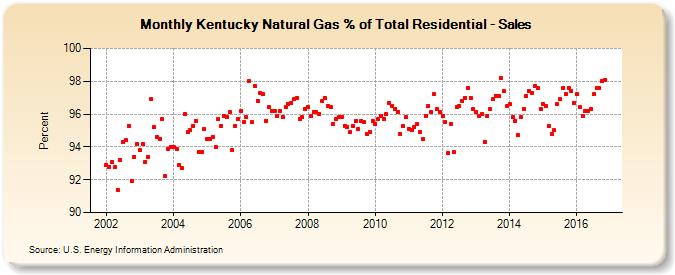 Monthly Kentucky Natural Gas % of Total Residential - Sales
Percent
100
98
96
94
92
90
2002 2004 2006 2008 2010 2012 2014 2016
Source: U.S. Energy Information Administration